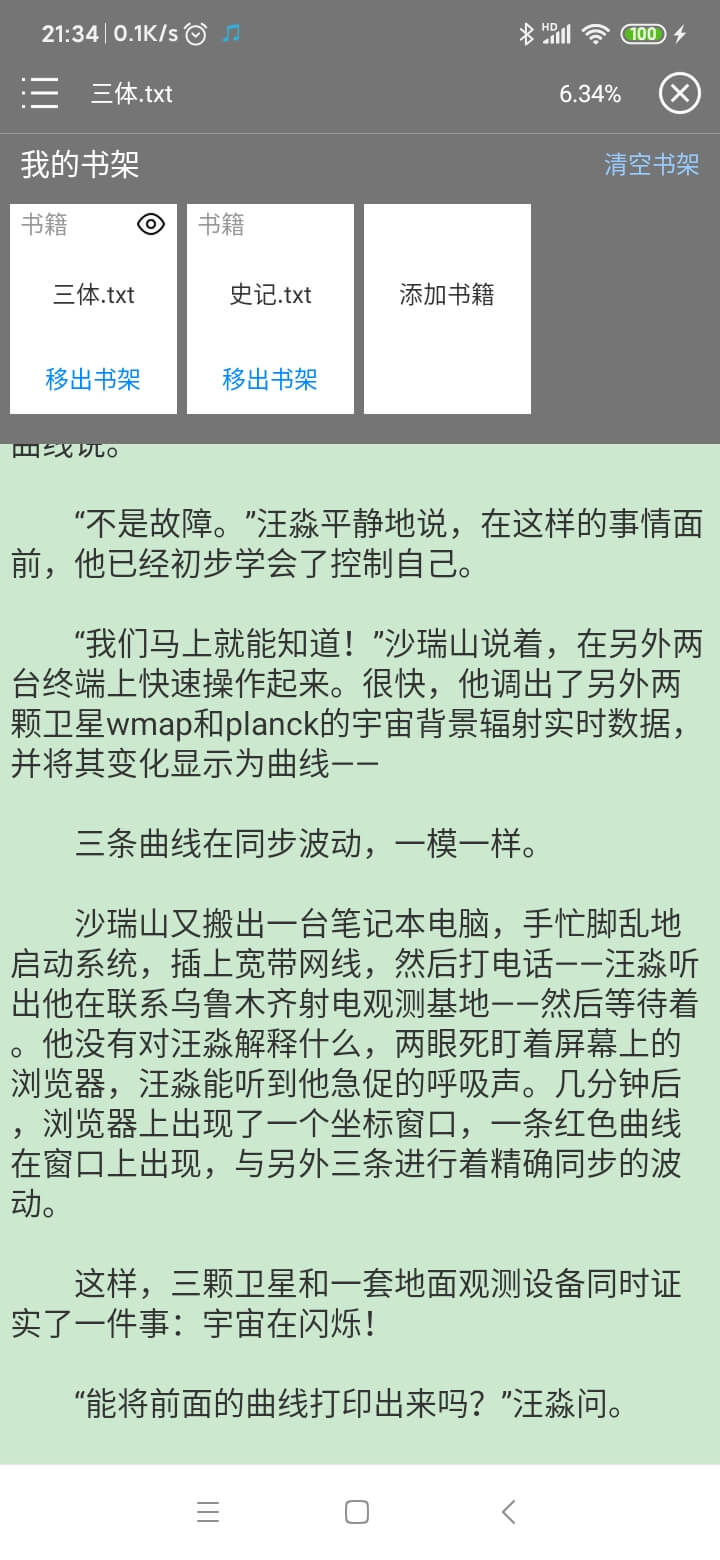 21:34 0.1K/s HD 100
三体.txt 6.34%
我的书架 清空书架
书籍 书籍
三体.txt 史记.txt 添加书籍
移出书架 移出书架
曲线说。
“不是故障。”汪淼平静地说，在这样的事情面
前，他已经初步学会了控制自己。
“我们马上就能知道！”沙瑞山说着，在另外两
台终端上快速操作起来。很快，他调出了另外两
颗卫星wmap和planck的宇宙背景辐射实时数据，
并将其变化显示为曲线——
三条曲线在同步波动，一模一样。
沙瑞山又搬出一台笔记本电脑，手忙脚乱地
启动系统，插上宽带网线，然后打电话——汪淼听
出他在联系乌鲁木齐射电观测基地——然后等待着
。他没有对汪淼解释什么，两眼死盯着屏幕上的
浏览器，汪淼能听到他急促的呼吸声。几分钟后
，浏览器上出现了一个坐标窗口，一条红色曲线
在窗口上出现，与另外三条进行着精确同步的波
动。
这样，三颗卫星和一套地面观测设备同时证
实了一件事：宇宙在闪烁！
“能将前面的曲线打印出来吗？”汪淼问。